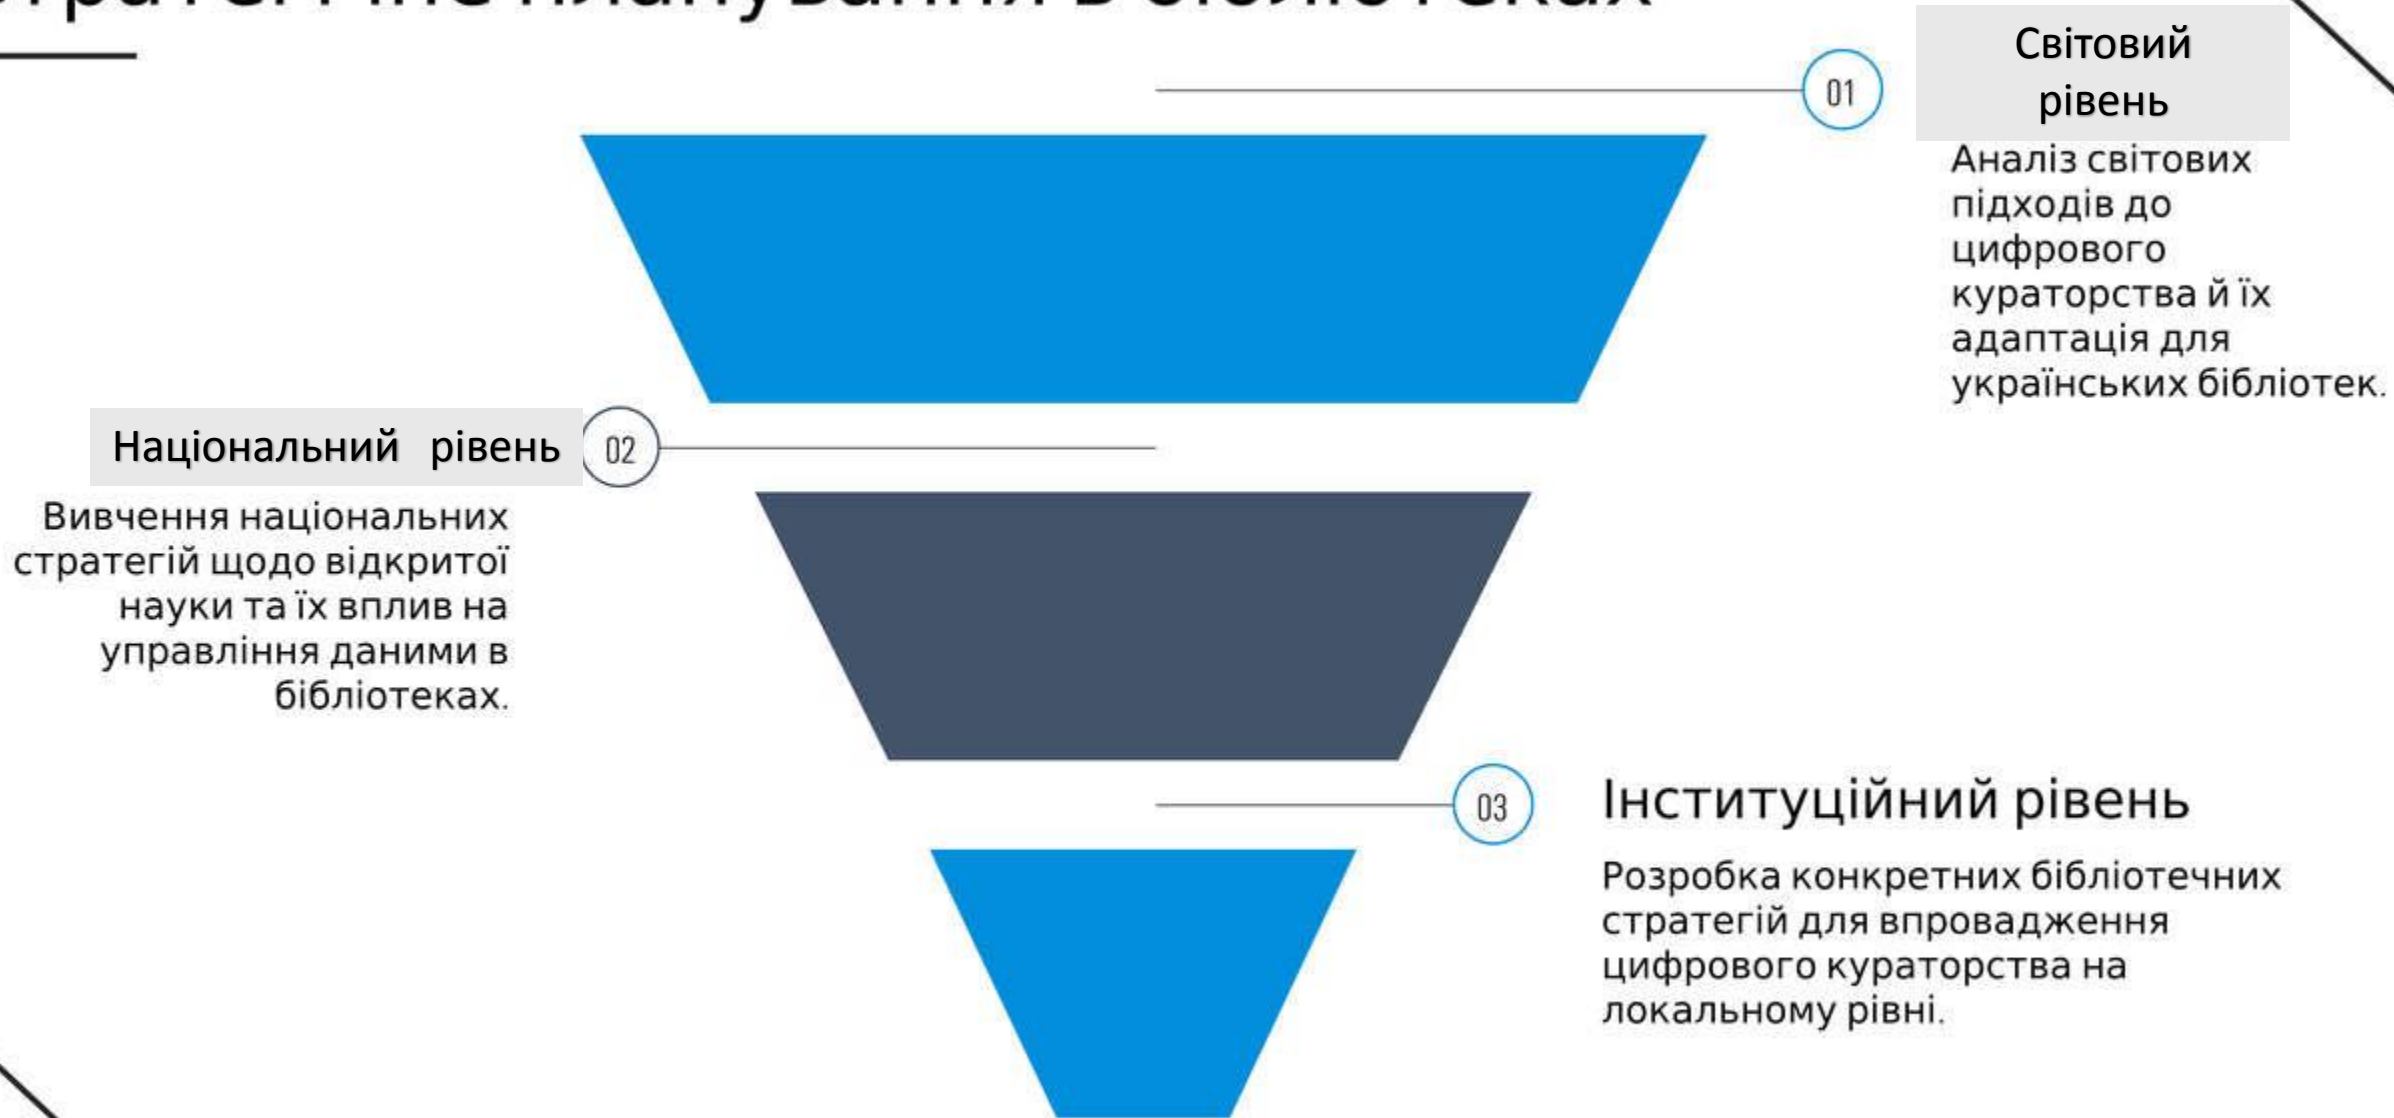 планування в бібліотеках
01
Світовий
рівень
Аналіз світових
підходів до
цифрового
кураторства й їх
адаптація для
українських бібліотек.
02
Національний рівень
Вивчення національних
стратегій щодо відкритої
науки та їх вплив на
управління даними в
бібліотеках.
03
Інституційний рівень
Розробка конкретних бібліотечних
стратегій для впровадження
цифрового кураторства на
локальному рівні.